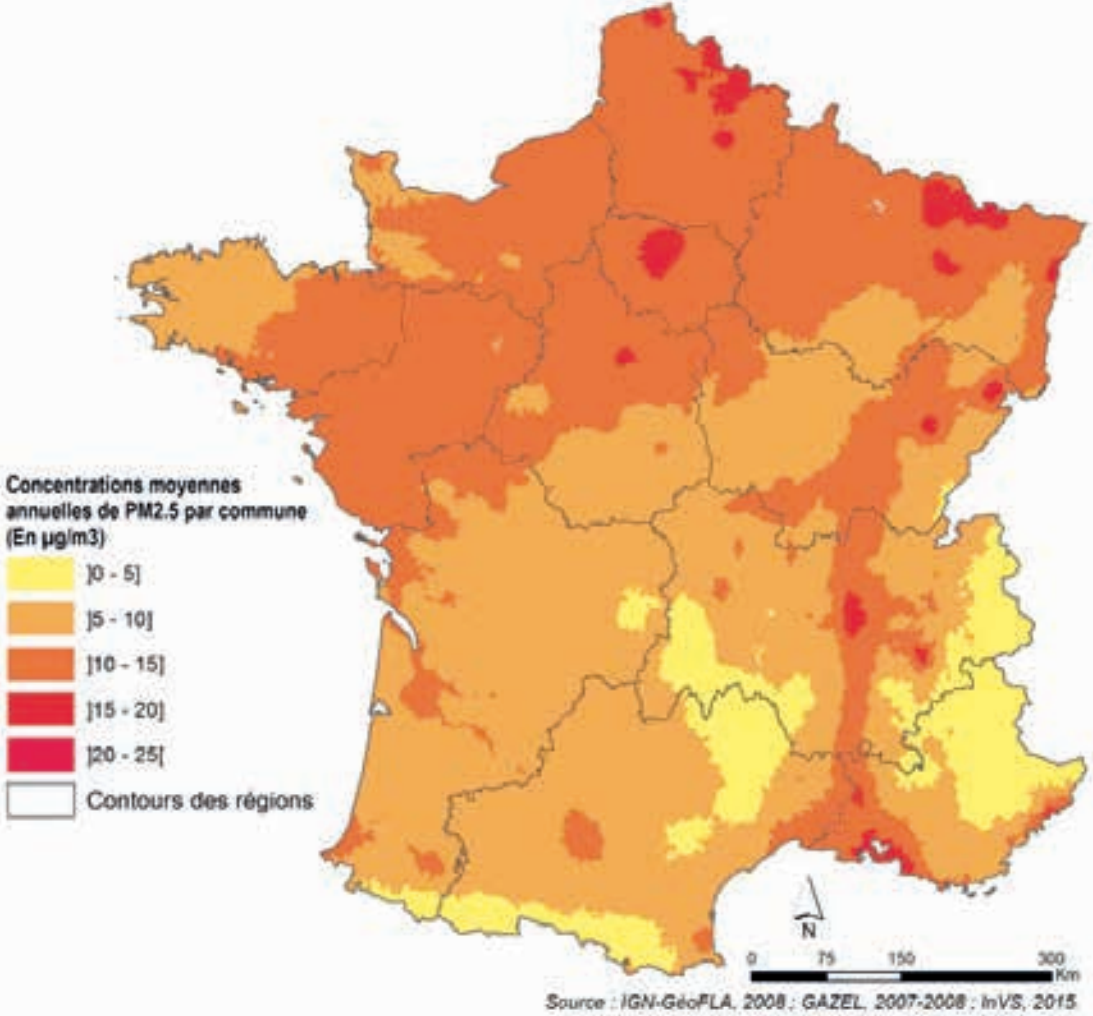 Concentrations moyennes
annuelles de PM2.5 par commune
(En µg/m3)
]0 - 5]
]5 - 10]
]10 - 15]
]15 - 20]
]20 - 25[
Contours des régions
N
0 75 150 300
Km
Source : IGN-GéoFLA, 2008 ; GAZEL, 2007-2008 ; InVS, 2015